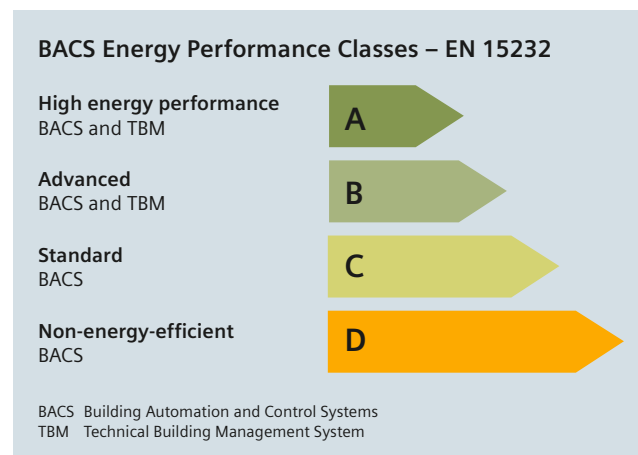 BACS Energy Performance Classes – EN 15232
High energy performance
BACS and TBM
A
Advanced
BACS and TBM
B
Standard
BACS
C
Non-energy-efficient
BACS
D
BACS Building Automation and Control Systems
TBM Technical Building Management System